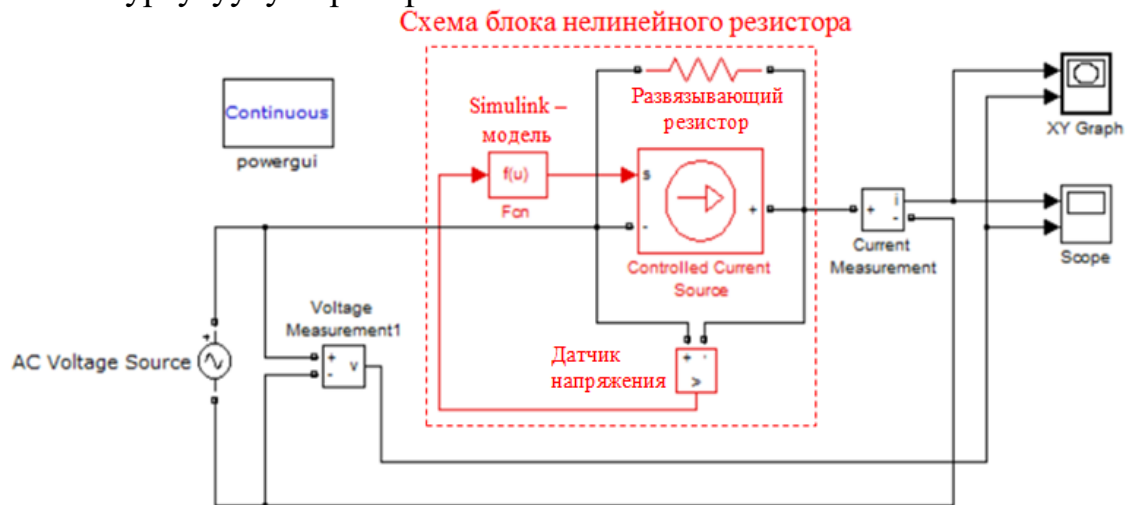 Схема блока нелинейного резистора
Continuous
powergui
Simulink –
модель
f(u)
Fcn
Развязывающий
резистор
s
+
-
Controlled Current
Source
+
i
-
Current
Measurement
XY Graph
Scope
Voltage
Measurement1
+
-
v
AC Voltage Source
+
Датчик
напряжения
+
-
v